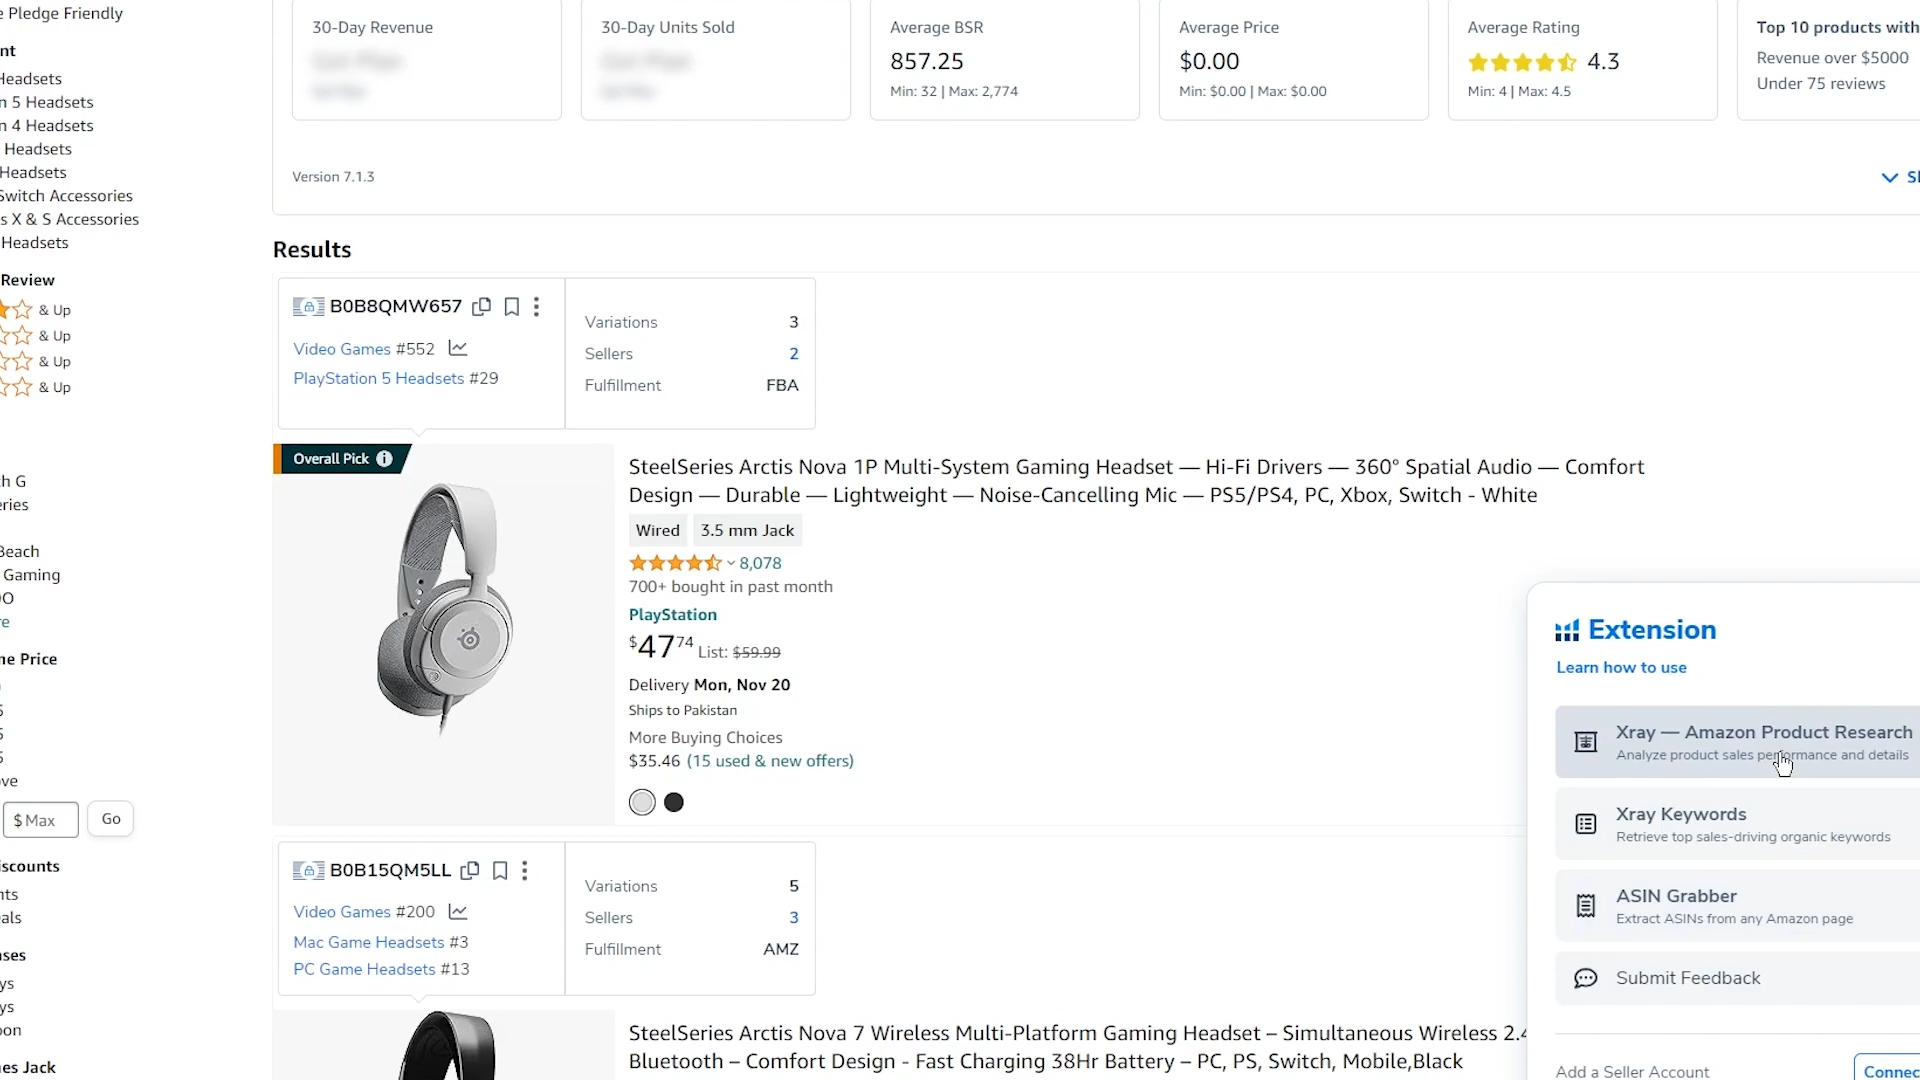 e Pledge Friendly
nt
Headsets
n 5 Headsets
n 4 Headsets
Headsets
Headsets
Switch Accessories
s X & S Accessories
Headsets
Review
& Up
& Up
& Up
& Up
h G
eries
Beach
Gaming
OO
re
ne Price
5
5
5
ove
$ Max
Go
iscounts
nts
als
ases
ys
ys
oon
es Jack
30-Day Revenue
30-Day Units Sold
Average BSR
857.25
Min: 32 | Max: 2,774
Average Price
$0.00
Min: $0.00 | Max: $0.00
Average Rating
4.3
Min: 4 | Max: 4.5
Top 10 products with
Revenue over $5000
Under 75 reviews
Version 7.1.3
Results
B0B8QMW657
Video Games #552
PlayStation 5 Headsets #29
Variations 3
Sellers 2
Fulfillment FBA
Overall Pick
SteelSeries Arctis Nova 1P Multi-System Gaming Headset — Hi-Fi Drivers — 360° Spatial Audio — Comfort
Design — Durable — Lightweight — Noise-Cancelling Mic — PS5/PS4, PC, Xbox, Switch - White
Wired 3.5 mm Jack
8,078
700+ bought in past month
PlayStation
$47 74 List: $59.99
Delivery Mon, Nov 20
Ships to Pakistan
More Buying Choices
$35.46 (15 used & new offers)
B0B15QM5LL
Video Games #200
Mac Game Headsets #3
PC Game Headsets #13
Variations 5
Sellers 3
Fulfillment AMZ
SteelSeries Arctis Nova 7 Wireless Multi-Platform Gaming Headset – Simultaneous Wireless 2.4
Bluetooth – Comfort Design - Fast Charging 38Hr Battery – PC, PS, Switch, Mobile,Black
Extension
Learn how to use
Xray — Amazon Product Research
Analyze product sales performance and details
Xray Keywords
Retrieve top sales-driving organic keywords
ASIN Grabber
Extract ASINs from any Amazon page
Submit Feedback
Add a Seller Account
Connec